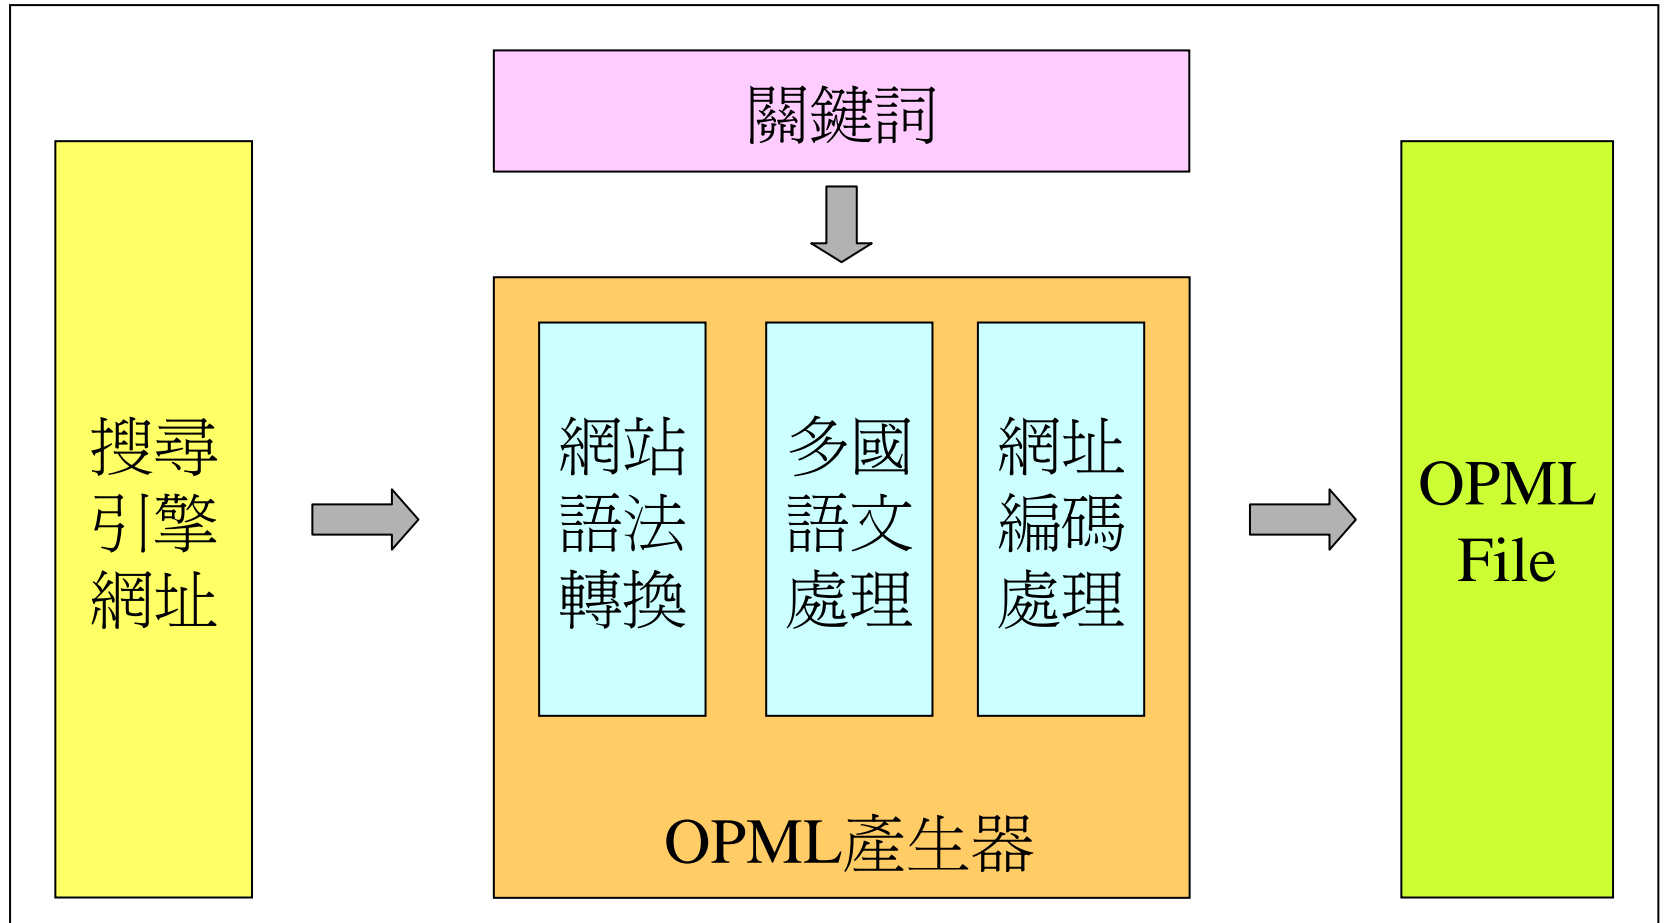 關鍵詞
搜尋
引擎
網址
網站
語法
轉換
多國
語文
處理
網址
編碼
處理
OPML產生器
OPML
File